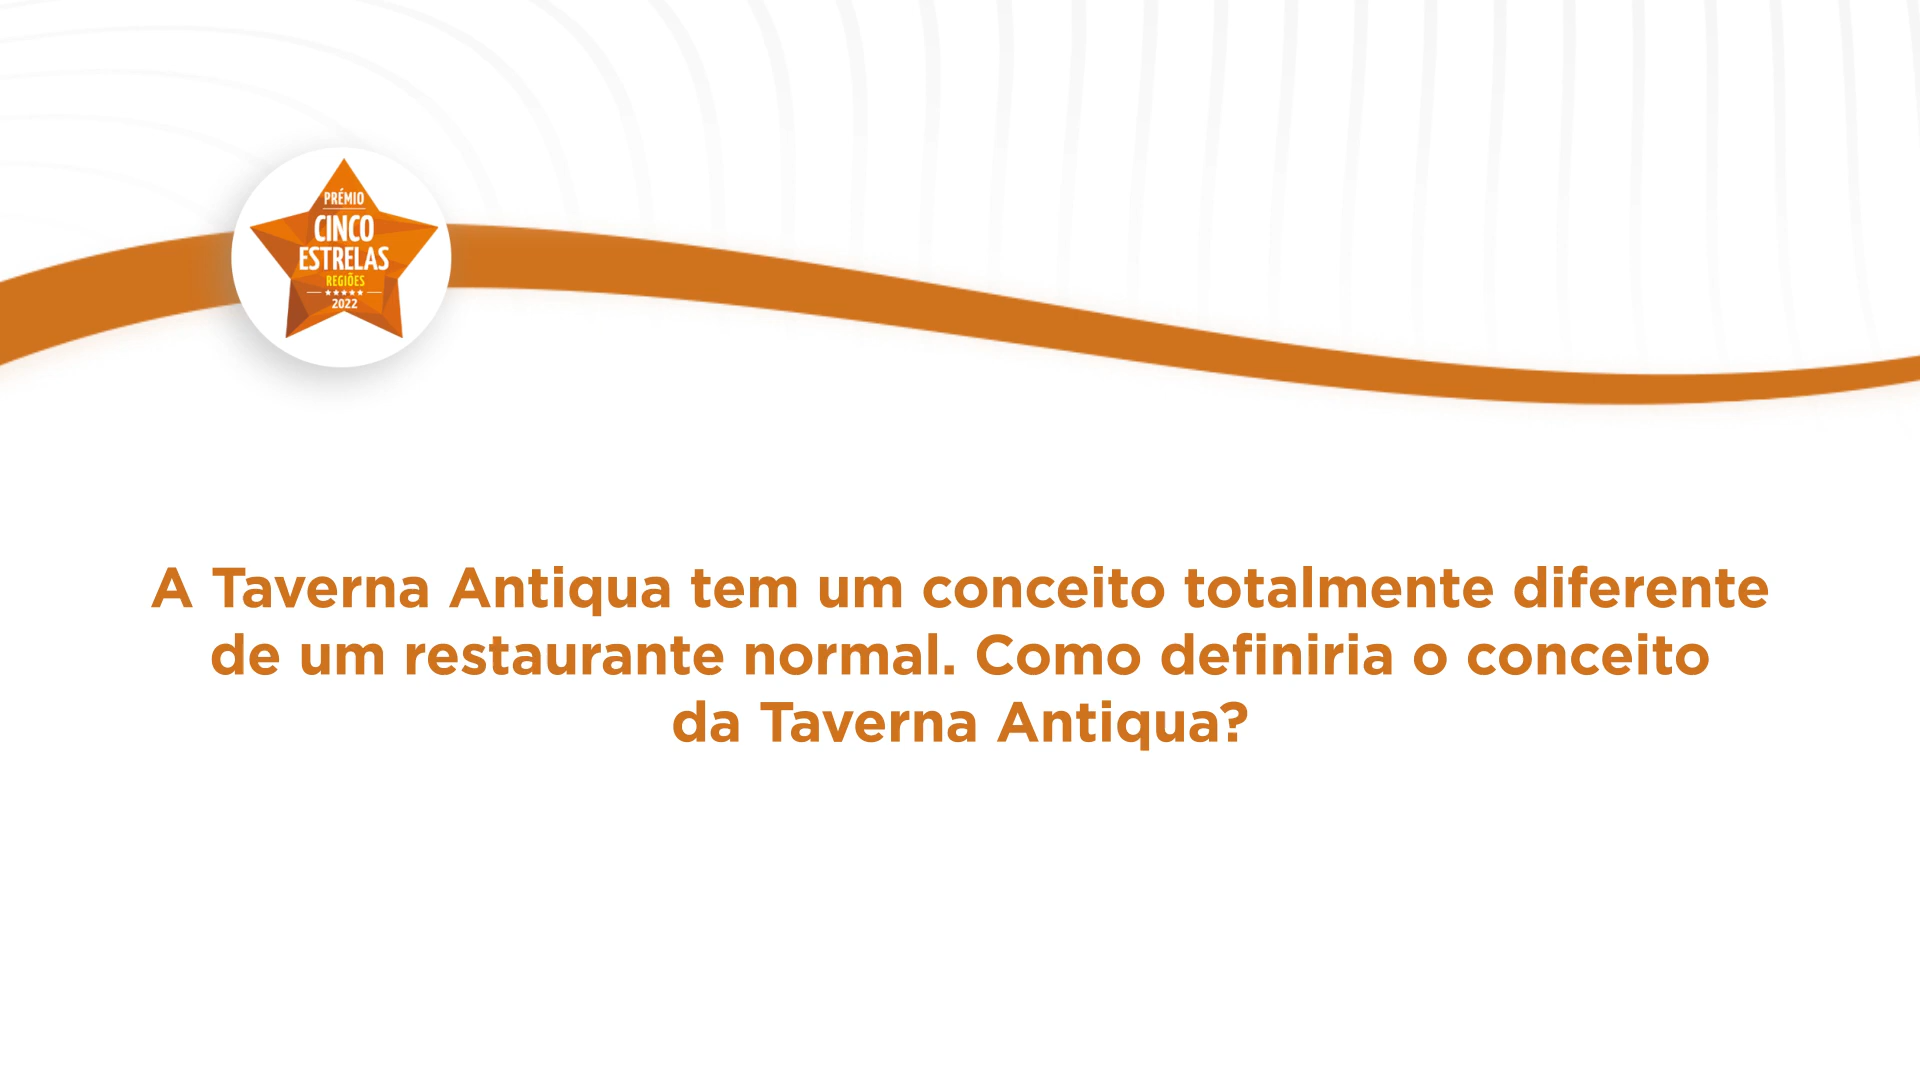 PRÉMIO
CINCO
ESTRELAS
REGIÕES
2022
A Taverna Antiqua tem um conceito totalmente diferente
de um restaurante normal. Como definiria o conceito
da Taverna Antiqua?